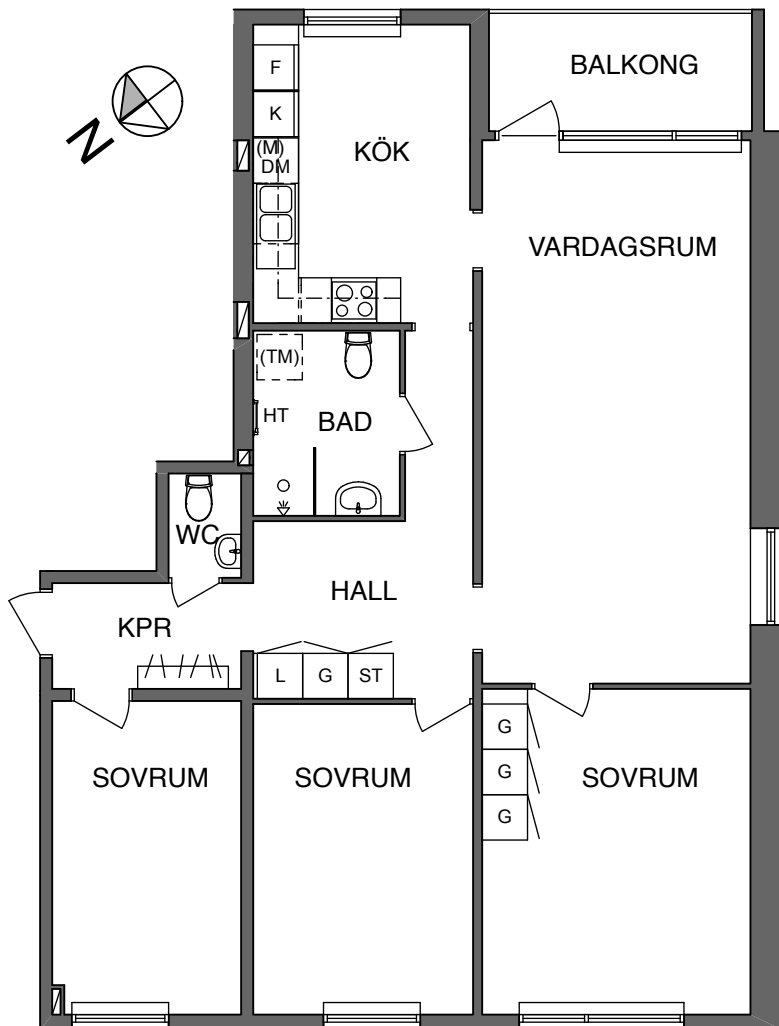 BALKONG
F
K
(M)
DM
KÖK
N
VARDAGSRUM
(TM)
HT
BAD
WC
HALL
KPR
L
G
ST
G
G
G
SOVRUM
SOVRUM
SOVRUM